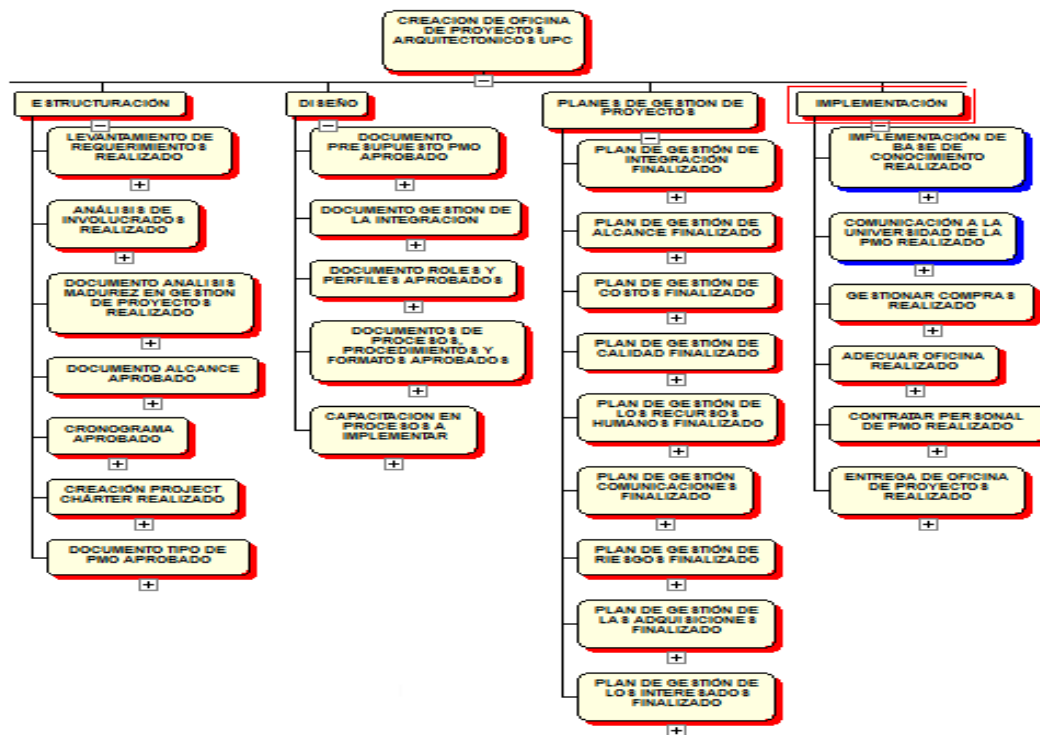 CREACION DE OFICINA
DE PROYECTOS
ARQUITECTONICOS UPC
ESTRUCTURACIÓN
LEVANTAMIENTO DE
REQUERIMIENTOS
REALIZADO
ANÁLISIS DE
INVOLUCRADOS
REALIZADO
DOCUMENTO ANALISIS
MADUREZ EN GESTION
DE PROYECTOS
REALIZADO
DOCUMENTO ALCANCE
APROBADO
CRONOGRAMA
APROBADO
CREACIÓN PROJECT
CHÁRTER REALIZADO
DOCUMENTO TIPO DE
PMO APROBADO
DISEÑO
DOCUMENTO
PRESUPUESTO PMO
APROBADO
DOCUMENTO GESTION DE
LA INTEGRACIÓN
DOCUMENTO ROLES Y
PERFILES APROBADOS
DOCUMENTOS DE
PROCESOS,
PROCEDIMIENTOS Y
FORMATOS APROBADOS
CAPACITACION EN
PROCESOS A
IMPLEMENTAR
PLANES DE GESTION DE
PROYECTOS
PLAN DE GESTIÓN DE
INTEGRACIÓN
FINALIZADO
PLAN DE GESTIÓN DE
ALCANCE FINALIZADO
PLAN DE GESTIÓN DE
COSTOS FINALIZADO
PLAN DE GESTIÓN DE
CALIDAD FINALIZADO
PLAN DE GESTIÓN DE
LOS RECURSOS
HUMANOS FINALIZADO
PLAN DE GESTIÓN
COMUNICACIONES
FINALIZADO
PLAN DE GESTIÓN DE
RIESGOS FINALIZADO
PLAN DE GESTIÓN DE
LAS ADQUISICIONES
FINALIZADO
PLAN DE GESTIÓN DE
LOS INTERESADOS
FINALIZADO
IMPLEMENTACIÓN
IMPLEMENTACIÓN DE
BASE DE
CONOCIMIENTO
REALIZADO
COMUNICACIÓN A LA
UNIVERSIDAD DE LA
PMO REALIZADO
GESTIONAR COMPRAS
REALIZADO
ADECUAR OFICINA
REALIZADO
CONTRATAR PERSONAL
DE PMO REALIZADO
ENTREGA DE OFICINA
DE PROYECTOS
REALIZADO